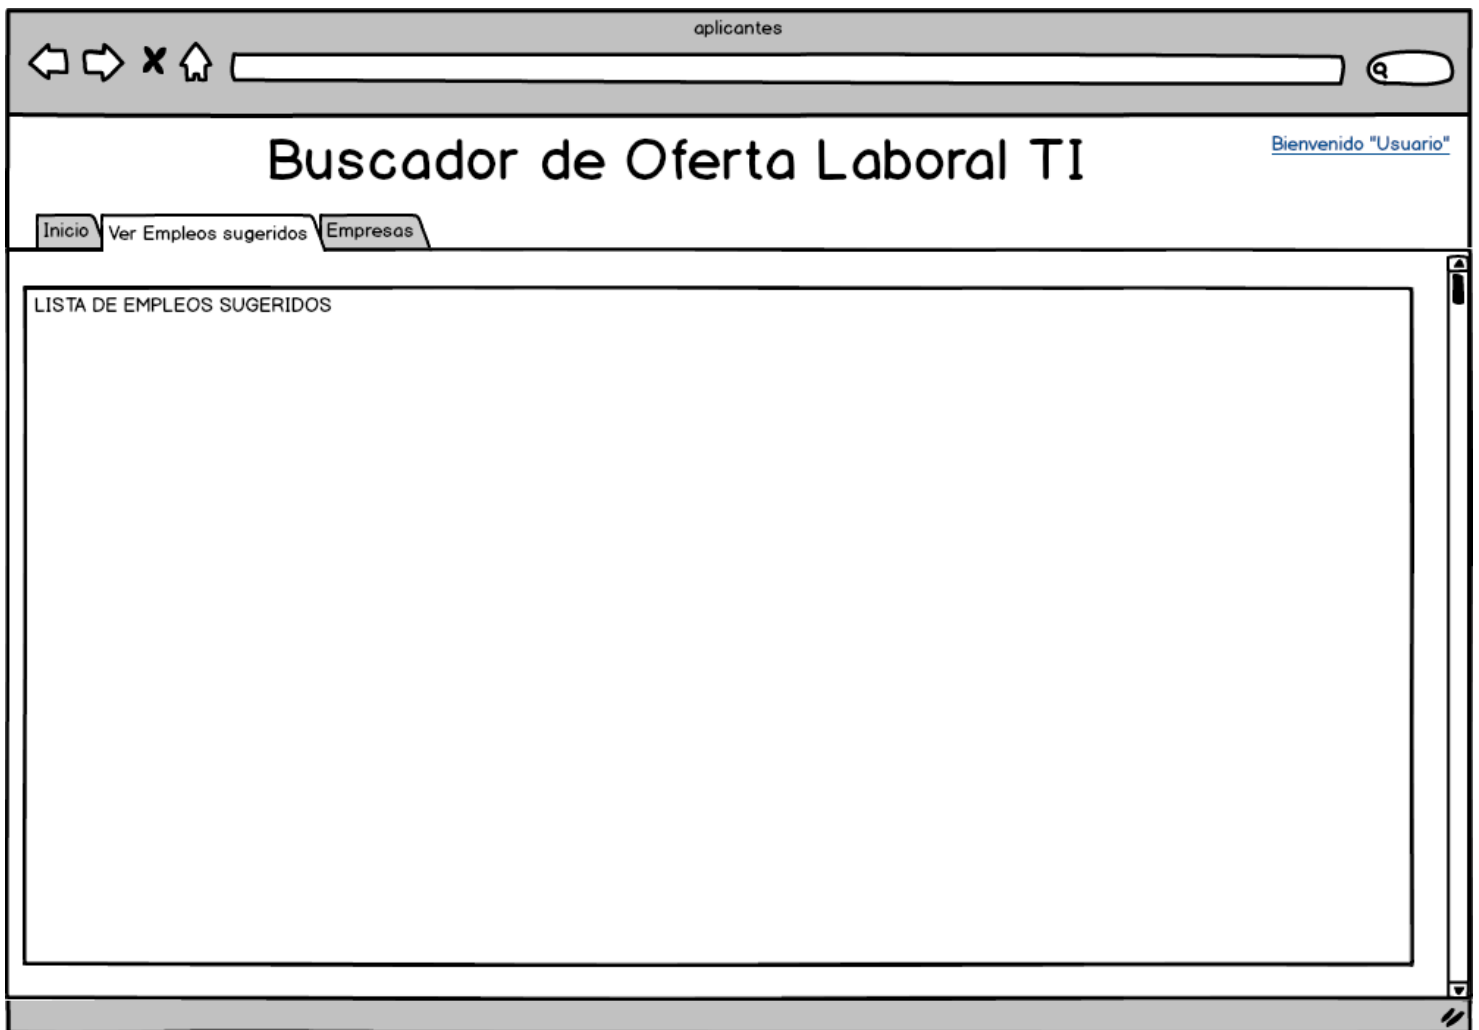 aplicantes
Buscador de Oferta Laboral TI
Bienvenido "Usuario"
Inicio
Ver Empleos sugeridos
Empresas
LISTA DE EMPLEOS SUGERIDOS